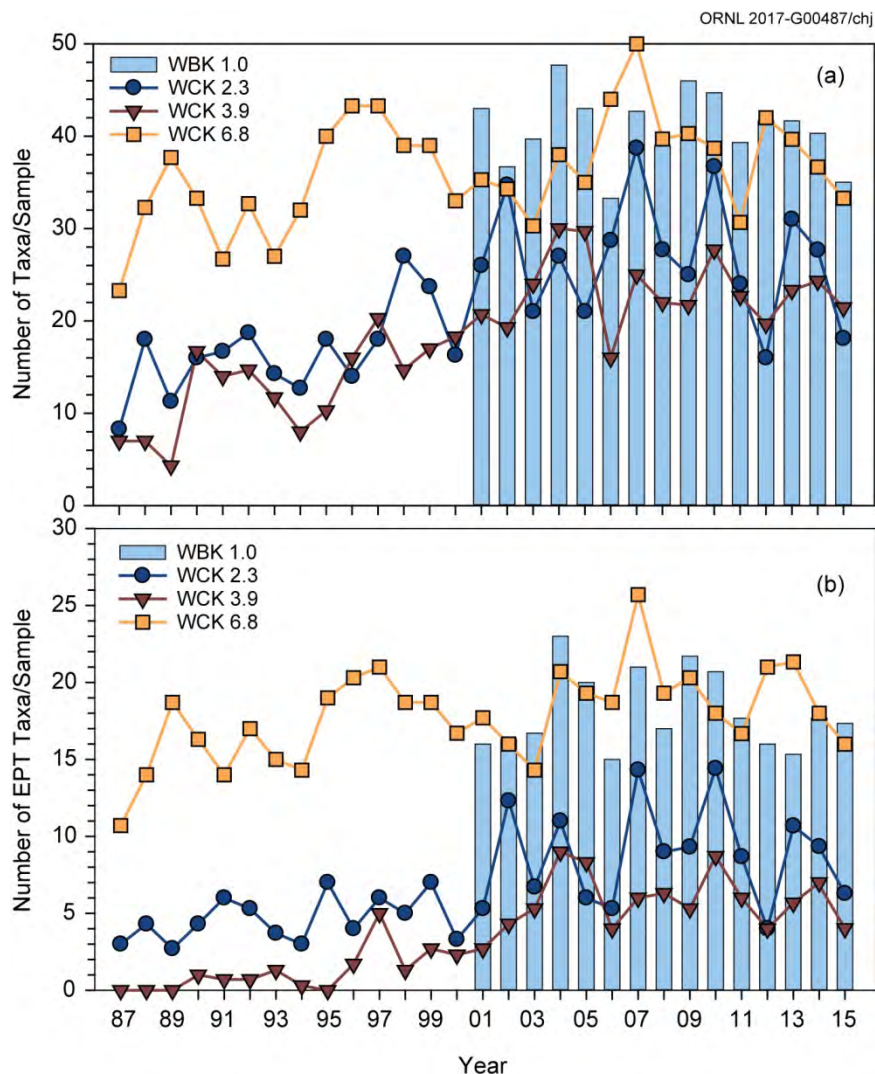 ORNL 2017-G00487/chj
50
40
30
20
10
0
Number of Taxa/Sample
WBK 1.0
WCK 2.3
WCK 3.9
WCK 6.8
(a)
30
25
20
15
10
5
0
Number of EPT Taxa/Sample
WBK 1.0
WCK 2.3
WCK 3.9
WCK 6.8
(b)
87 89 91 93 95 97 99 01 03 05 07 09 11 13 15
Year